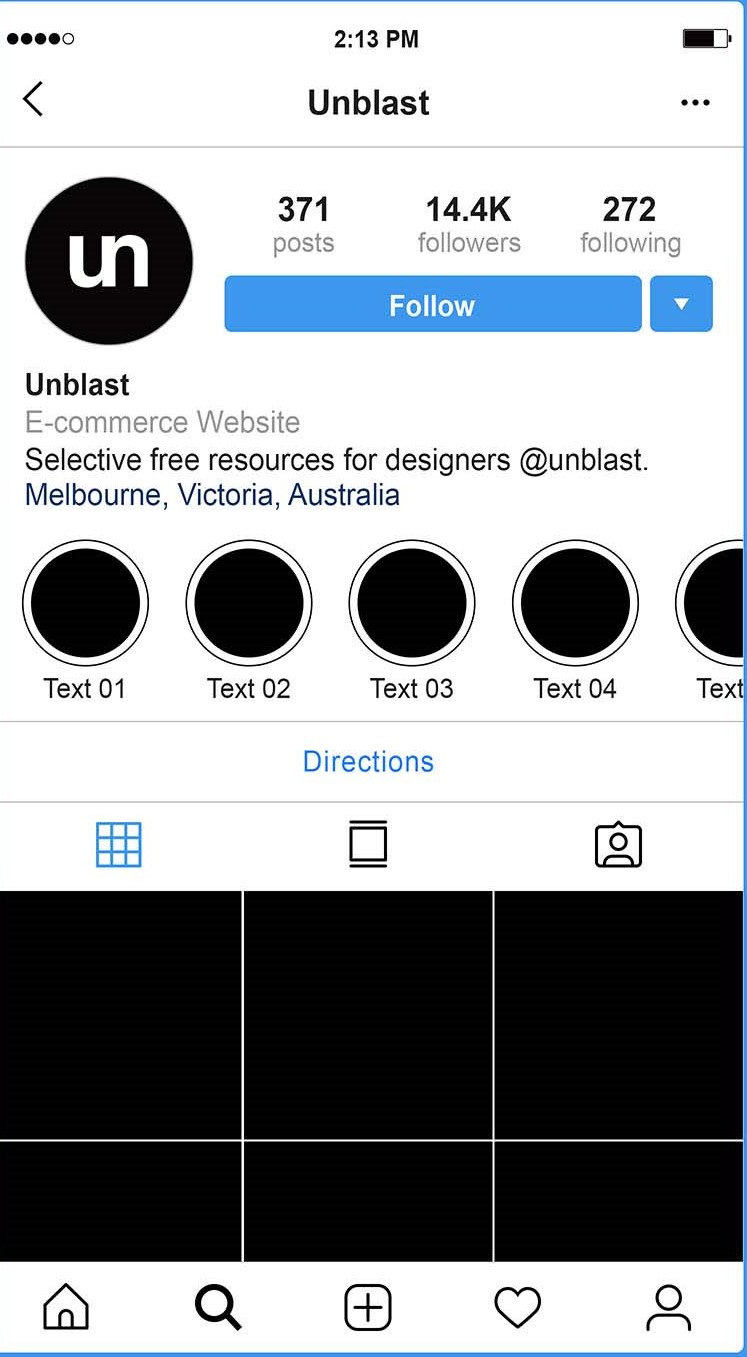 2:13 PM
Unblast
un
371 14.4K 272
posts followers following
Follow
Unblast
E-commerce Website
Selective free resources for designers @unblast.
Melbourne, Victoria, Australia
Text 01 Text 02 Text 03 Text 04 Text
Directions